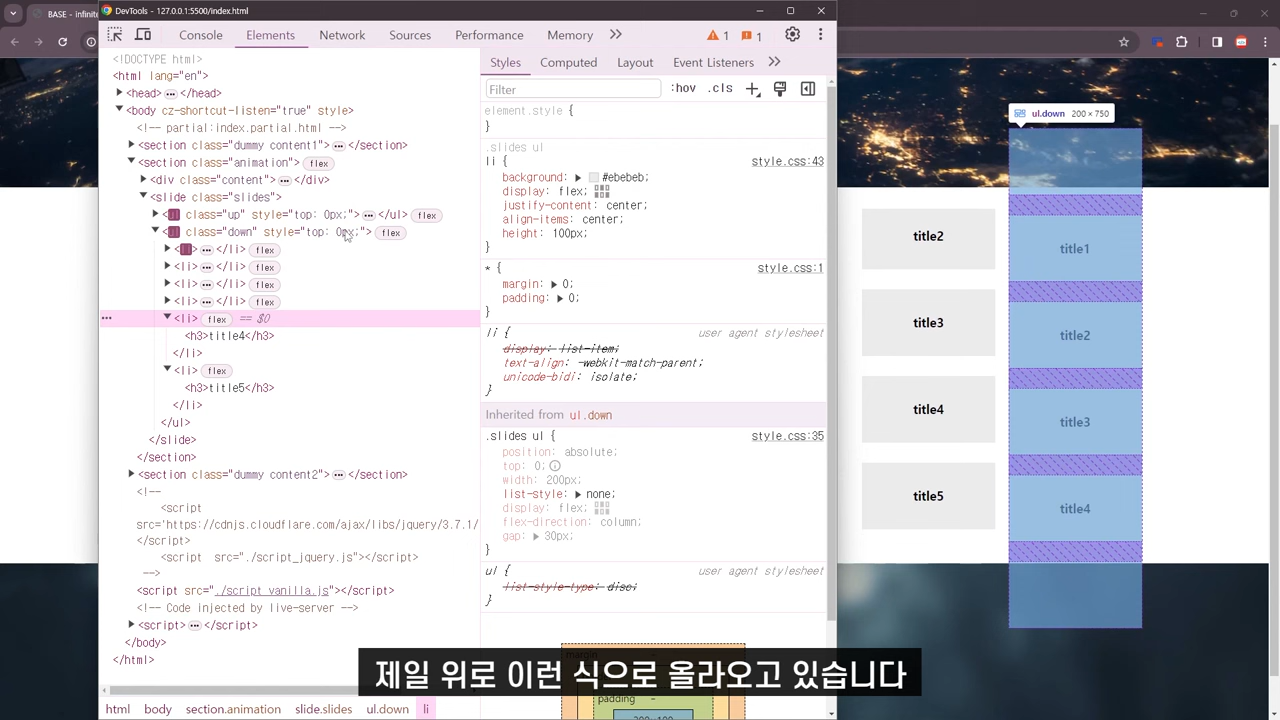 DevTools - 127.0.0.1:5500/index.html
BASE - infinite
Console
Elements
Network
Sources
Performance
Memory
1
1
<!DOCTYPE html>
<html lang="en">
<head> ••• </head>
<body cz-shortcut-listen="true" style>
<!-- partial:index.partial.html -->
<section class="dummy content1"> ••• </section>
<section class="animation"> flex
<div class="content"> ••• </div>
<slide class="slides">
<ul class="up" style="top: 0px;"> ••• </ul> flex
<ul class="down" style="top: 0px;"> flex
<li> ••• </li> flex
<li> ••• </li> flex
<li> ••• </li> flex
<li> ••• </li> flex
<li> flex == $0
<h3>title4</h3>
</li>
<li> flex
<h3>title5</h3>
</li>
</ul>
</slide>
</section>
<section class="dummy content2"> ••• </section>
<!--
<script
src='https://cdnjs.cloudflare.com/ajax/libs/jquery/3.7.1/
</script>
<script  src="./script_jquery.js"></script>
-->
<script src="./script_vanilla.js"></script>
<!-- Code injected by live-server -->
<script> ••• </script>
</body>
</html>
html body section.animation slide.slides ul.down li
Styles
Computed
Layout
Event Listeners
Filter
:hov
.cls
element.style {
}
.slides ul
li {
style.css:43
background: #ebebeb;
display: flex;
justify-content: center;
align-items: center;
height: 100px;
}
* {
style.css:1
margin: 0;
padding: 0;
}
li {
user agent stylesheet
display: list-item;
text-align: -webkit-match-parent;
unicode-bidi: isolate;
}
Inherited from ul.down
.slides ul {
style.css:35
position: absolute;
top: 0;
width: 200px;
list-style: none;
display: flex;
flex-direction: column;
gap: 30px;
}
ul {
user agent stylesheet
list-style-type: disc;
}
margin
padding
ul.down 200 × 750
title2
title3
title4
title5
title1
title2
title3
title4
제일 위로 이런 식으로 올라오고 있습니다